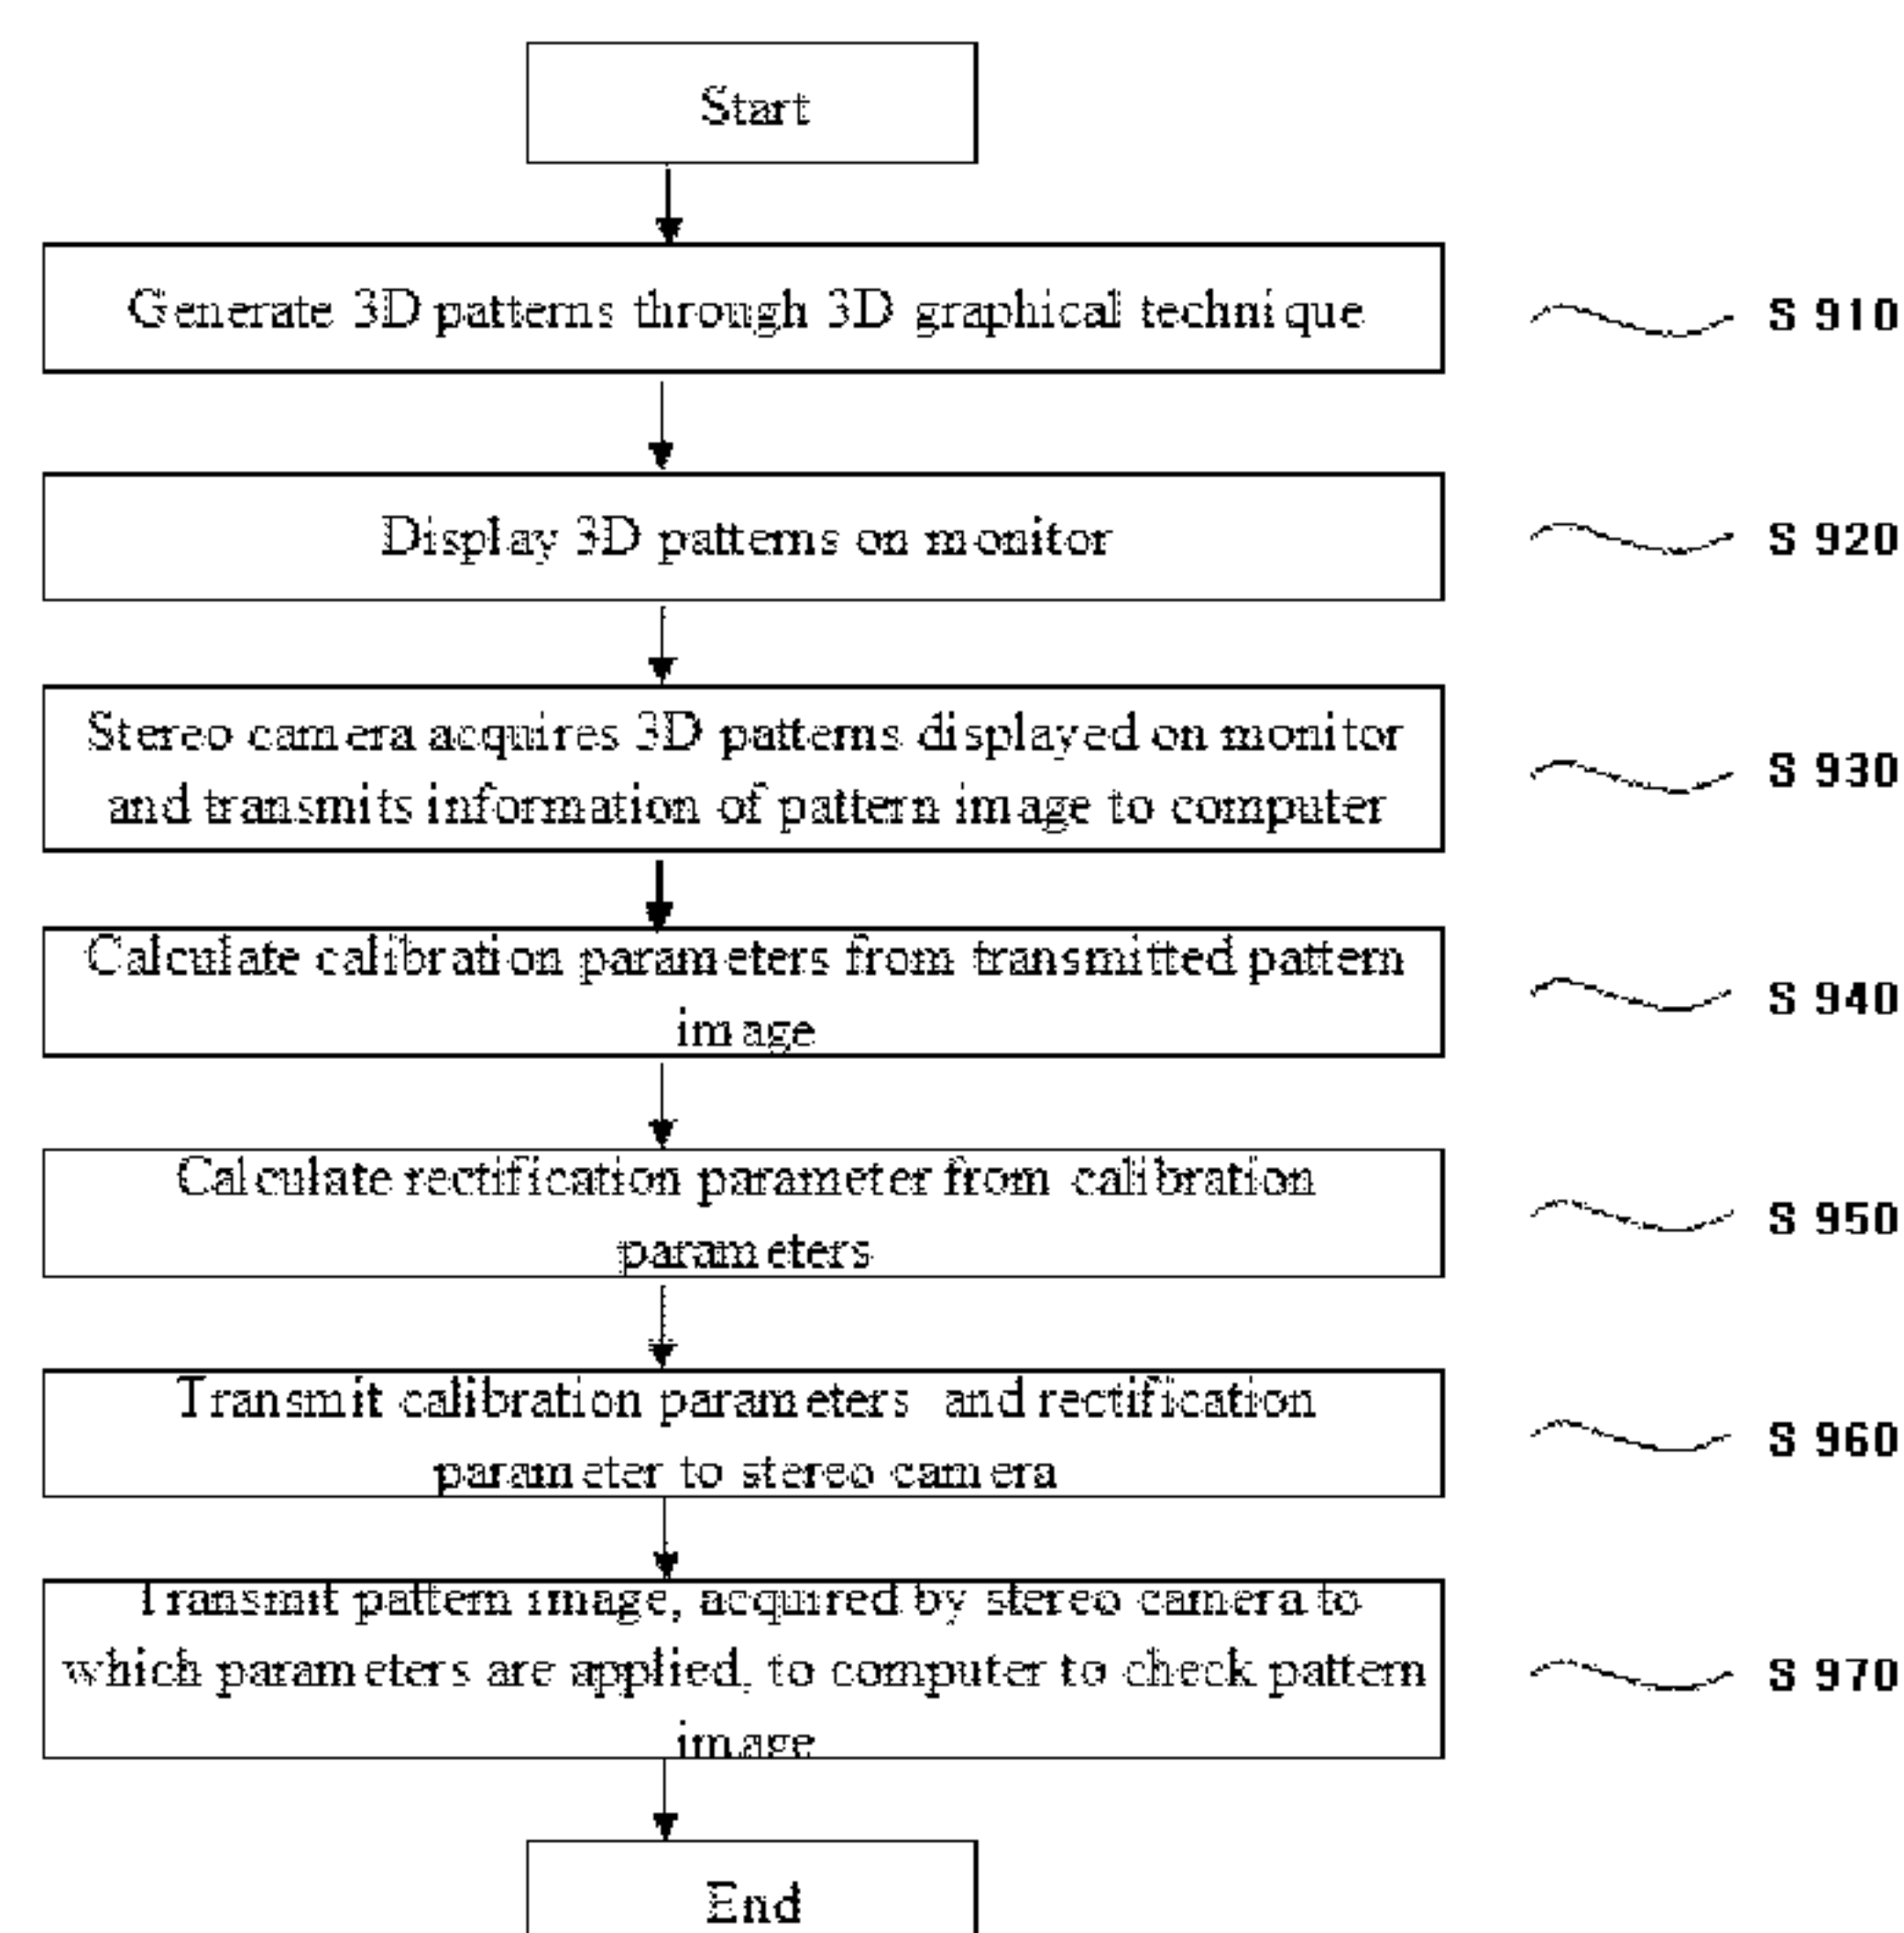 Start
Generate 3D patterns through 3D graphical technique
S 910
Display 3D patterns on monitor
S 920
Stereo camera acquires 3D patterns displayed on monitor
and transmits information of pattern image to computer
S 930
Calculate calibration parameters from transmitted pattern
image
S 940
Calculate rectification parameter from calibration
parameters
S 950
Transmit calibration parameters and rectification
parameter to stereo camera
S 960
Transmit pattern image, acquired by stereo camera to
which parameters are applied, to computer to check pattern
image
S 970
End